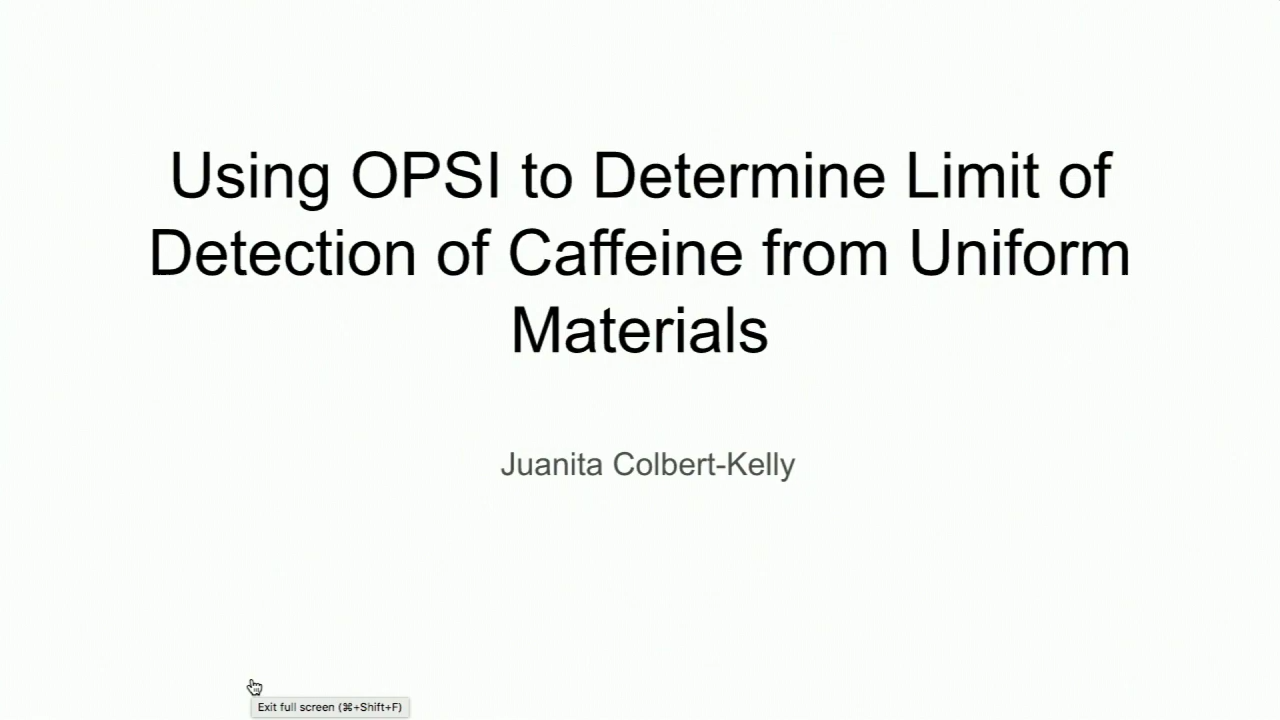 Using OPSI to Determine Limit of
Detection of Caffeine from Uniform
Materials
Juanita Colbert-Kelly
Exit full screen (⌘+Shift+F)